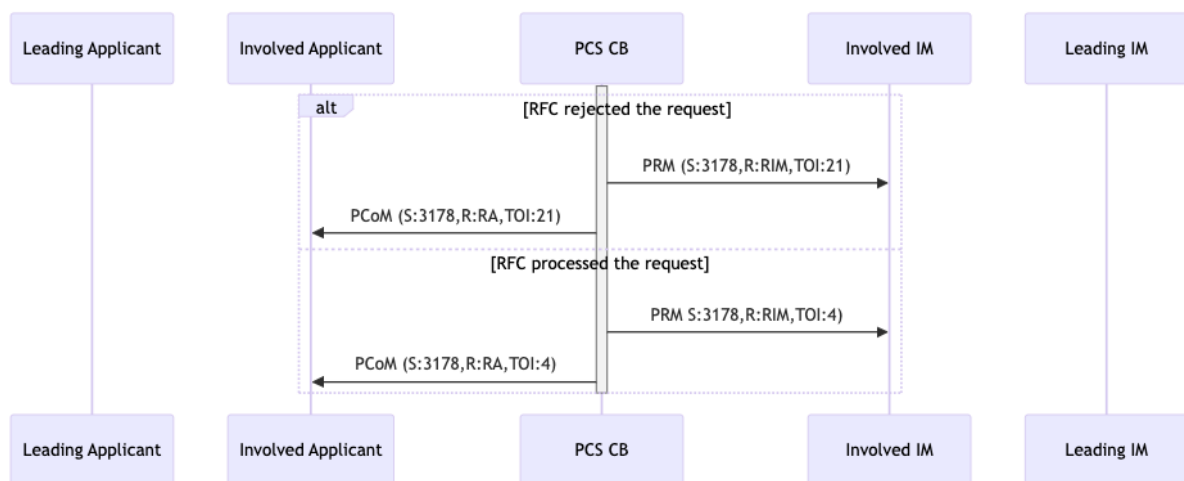 Leading Applicant
Involved Applicant
PCS CB
Involved IM
Leading IM
alt
[RFC rejected the request]
PRM (S:3178,R:RIM,TOI:21)
PCoM (S:3178,R:RA,TOI:21)
[RFC processed the request]
PRM S:3178,R:RIM,TOI:4)
PCoM (S:3178,R:RA,TOI:4)
Leading Applicant
Involved Applicant
PCS CB
Involved IM
Leading IM